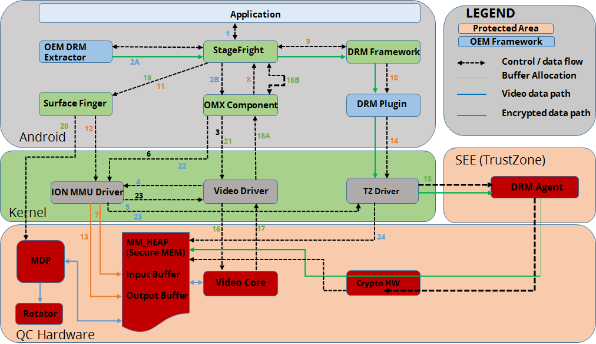 Application
LEGEND
Protected Area
OEM Framework
Control / data flow
Buffer Allocation
Video data path
Encrypted data path
1
OEM DRM
Extractor
2A
StageFright
9
DRM Framework
19
11
2B
X
18B
10
Surface Finger
OMX Component
DRM Plugin
20
12
3
21
18A
14
Android
6
22
SEE (TrustZone)
ION MMU Driver
4
23
Video Driver
TZ Driver
15
DRM Agent
5
23
Kernel
7
13
16
17
24
MM_HEAP
(Secure MEM)
MDP
Input Buffer
Output Buffer
Video Core
Crypto HW
Rotator
QC Hardware